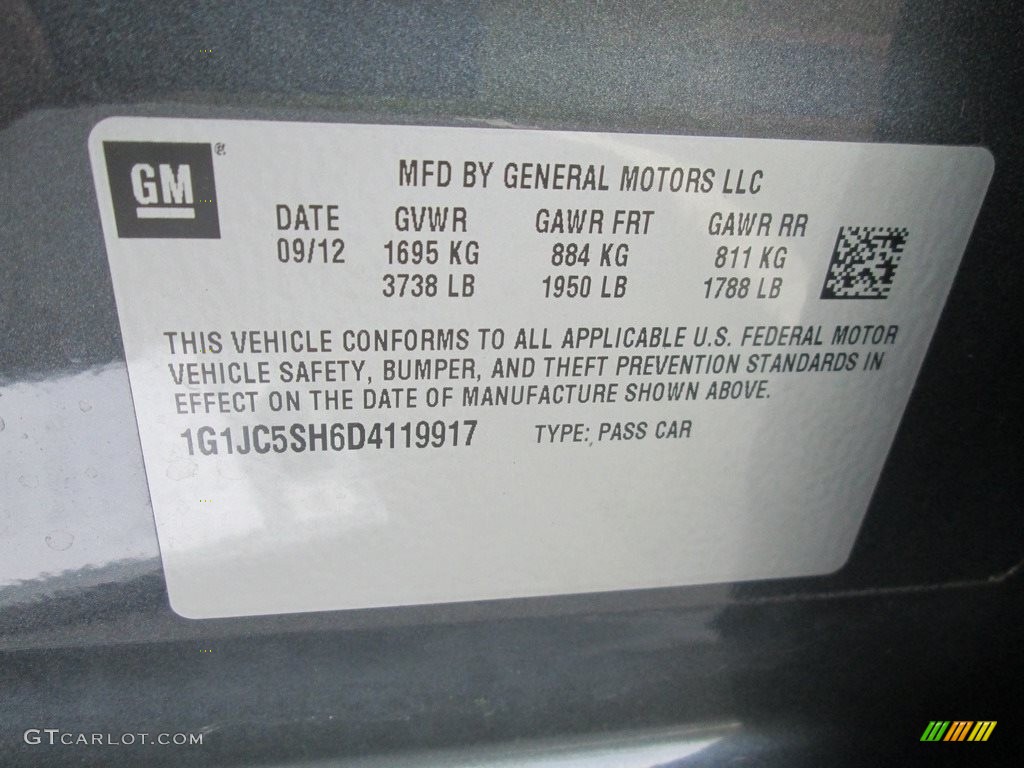 GM ®
MFD BY GENERAL MOTORS LLC
DATE GVWR GAWR FRT GAWR RR
09/12 1695 KG 884 KG 811 KG
3738 LB 1950 LB 1788 LB
THIS VEHICLE CONFORMS TO ALL APPLICABLE U.S. FEDERAL MOTOR
VEHICLE SAFETY, BUMPER, AND THEFT PREVENTION STANDARDS IN
EFFECT ON THE DATE OF MANUFACTURE SHOWN ABOVE.
1G1JC5SH6D4119917 TYPE: PASS CAR
GTCARLOT.COM